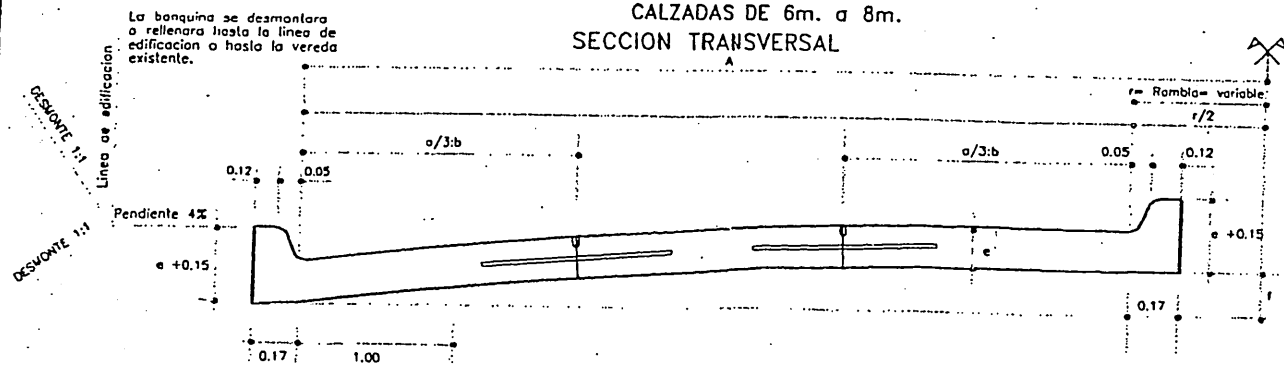 CALZADAS DE 6m. a 8m.
SECCION TRANSVERSAL
La banquina se desmontara
o rellenara hasta la linea de
edificacion o hasta la vereda
existente.
A
r= Rambla= variable
r/2
DESMONTE 1:1
Linea de edificacion
a/3:b
a/3:b
0.12
0.05
0.05
0.12
Pendiente 4%
DESMONTE 1:1
e +0.15
e
e +0.15
f
0.17
1.00
0.17